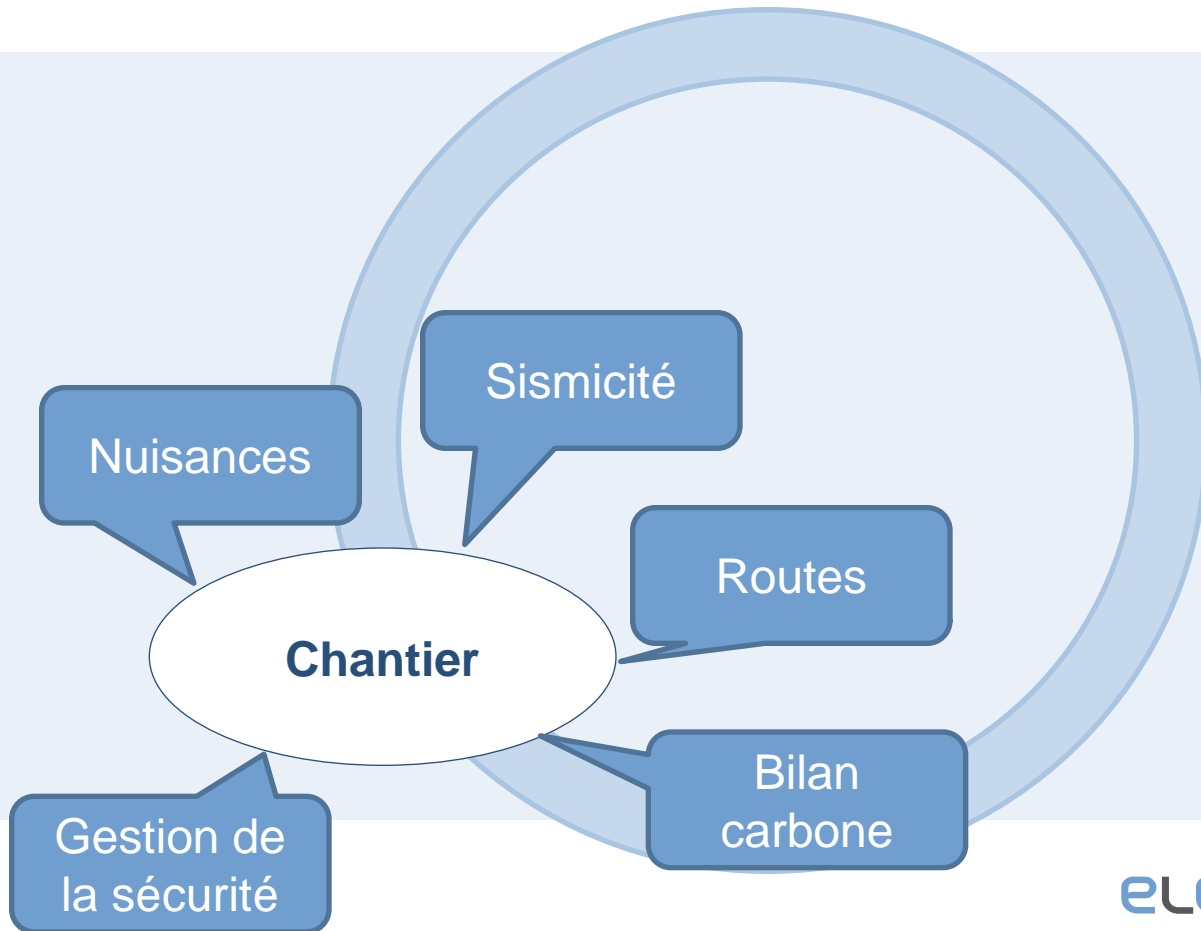 Sismicité
Nuisances
Routes
Chantier
Bilan
carbone
Gestion de
la sécurité